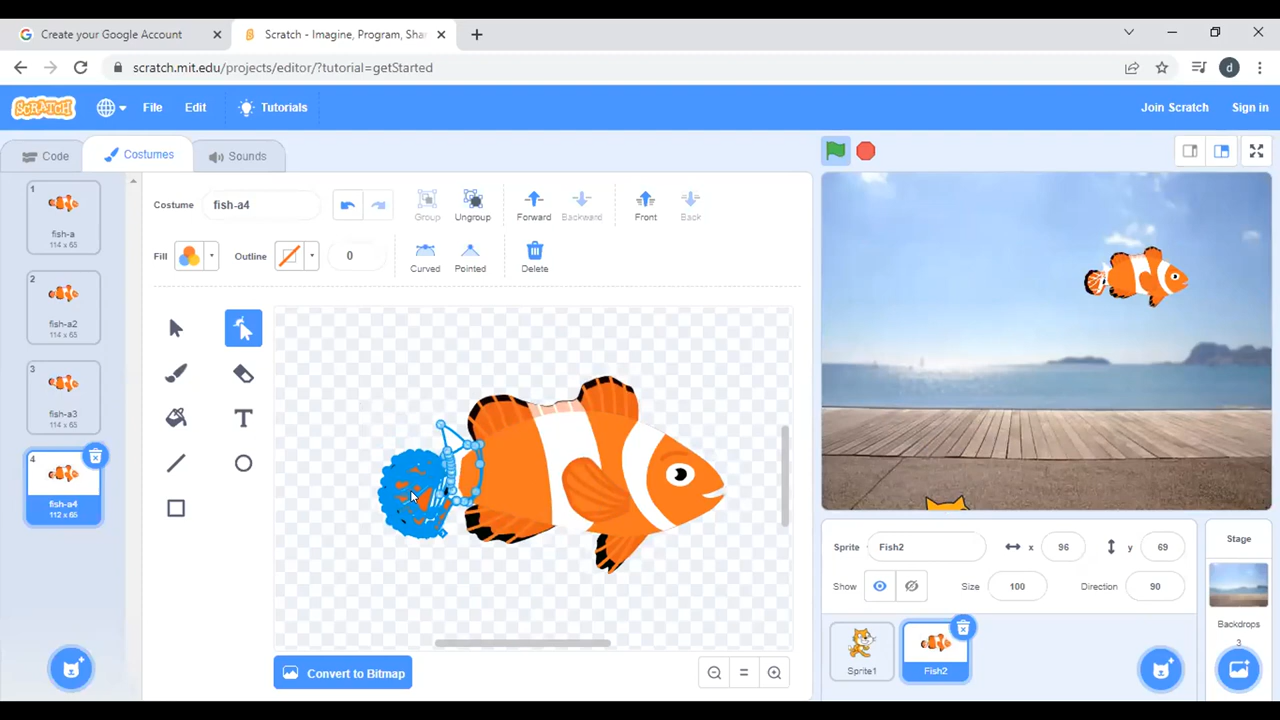 Create your Google Account
Scratch - Imagine, Program, Shar
scratch.mit.edu/projects/editor/?tutorial=getStarted
d
SCRATCH
File
Edit
Tutorials
Join Scratch
Sign in
Code
Costumes
Sounds
1
fish-a
114 x 65
2
fish-a2
114 x 65
3
fish-a3
114 x 65
4
fish-a4
112 x 65
Costume
fish-a4
Group
Ungroup
Forward
Backward
Front
Back
Fill
Outline
0
Curved
Pointed
Delete
T
Convert to Bitmap
Sprite
Fish2
x
96
y
69
Show
Size
100
Direction
90
Sprite1
Fish2
Stage
Backdrops
3